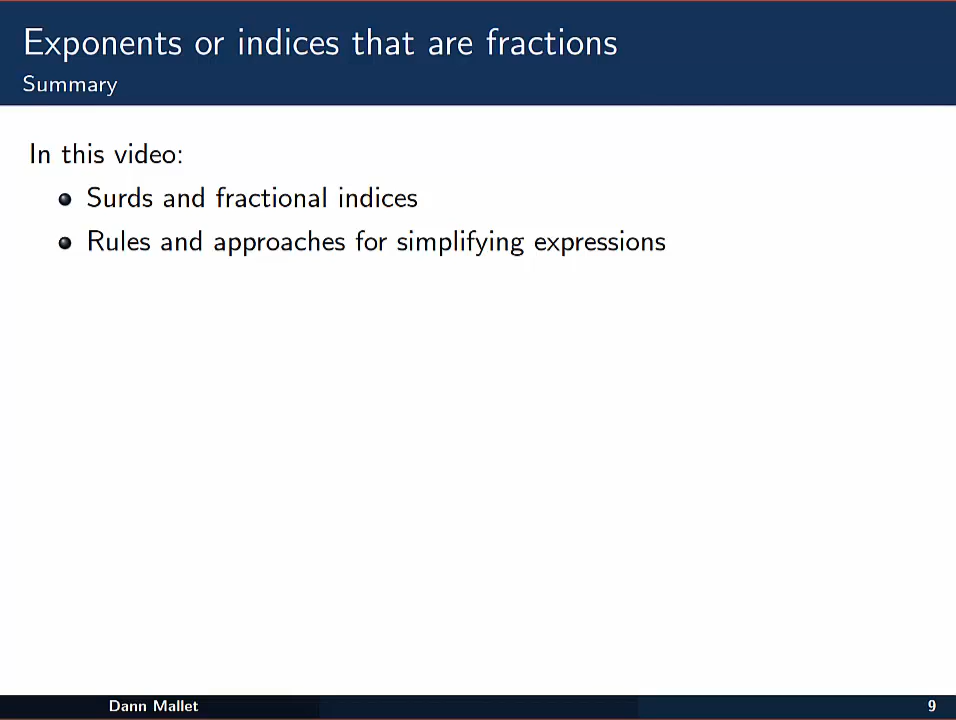 Exponents or indices that are fractions
Summary
In this video:
Surds and fractional indices
Rules and approaches for simplifying expressions
Dann Mallet
9